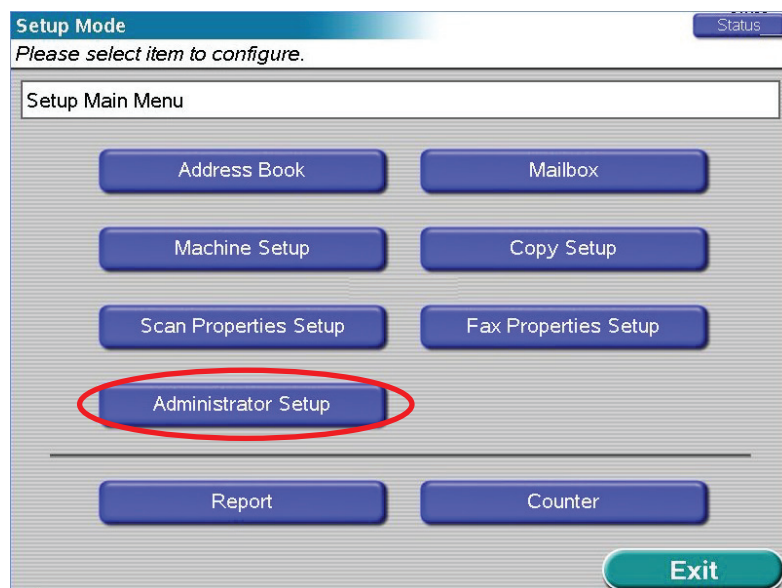 Setup Mode
Status
Please select item to configure.
Setup Main Menu
Address Book
Mailbox
Machine Setup
Copy Setup
Scan Properties Setup
Fax Properties Setup
Administrator Setup
Report
Counter
Exit